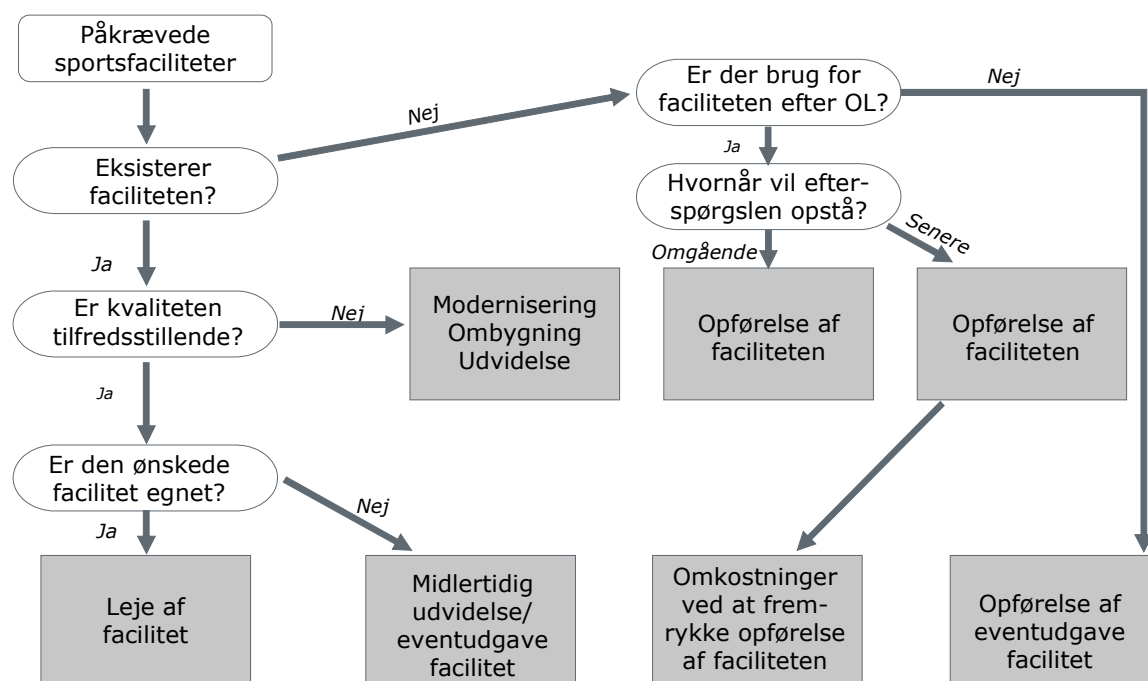 Påkrævede
sportsfaciliteter
Er der brug for
faciliteten efter OL?
Nej
Nej
Eksisterer
faciliteten?
Ja
Hvornår vil efter-
spørgslen opstå?
Senere
Omgående
Ja
Er kvaliteten
tilfredsstillende?
Nej
Modernisering
Ombygning
Udvidelse
Opførelse af
faciliteten
Opførelse af
faciliteten
Ja
Er den ønskede
facilitet egnet?
Nej
Ja
Leje af
facilitet
Midlertidig
udvidelse/
eventudgave
facilitet
Omkostninger
ved at frem-
rykke opførelse
af faciliteten
Opførelse af
eventudgave
facilitet